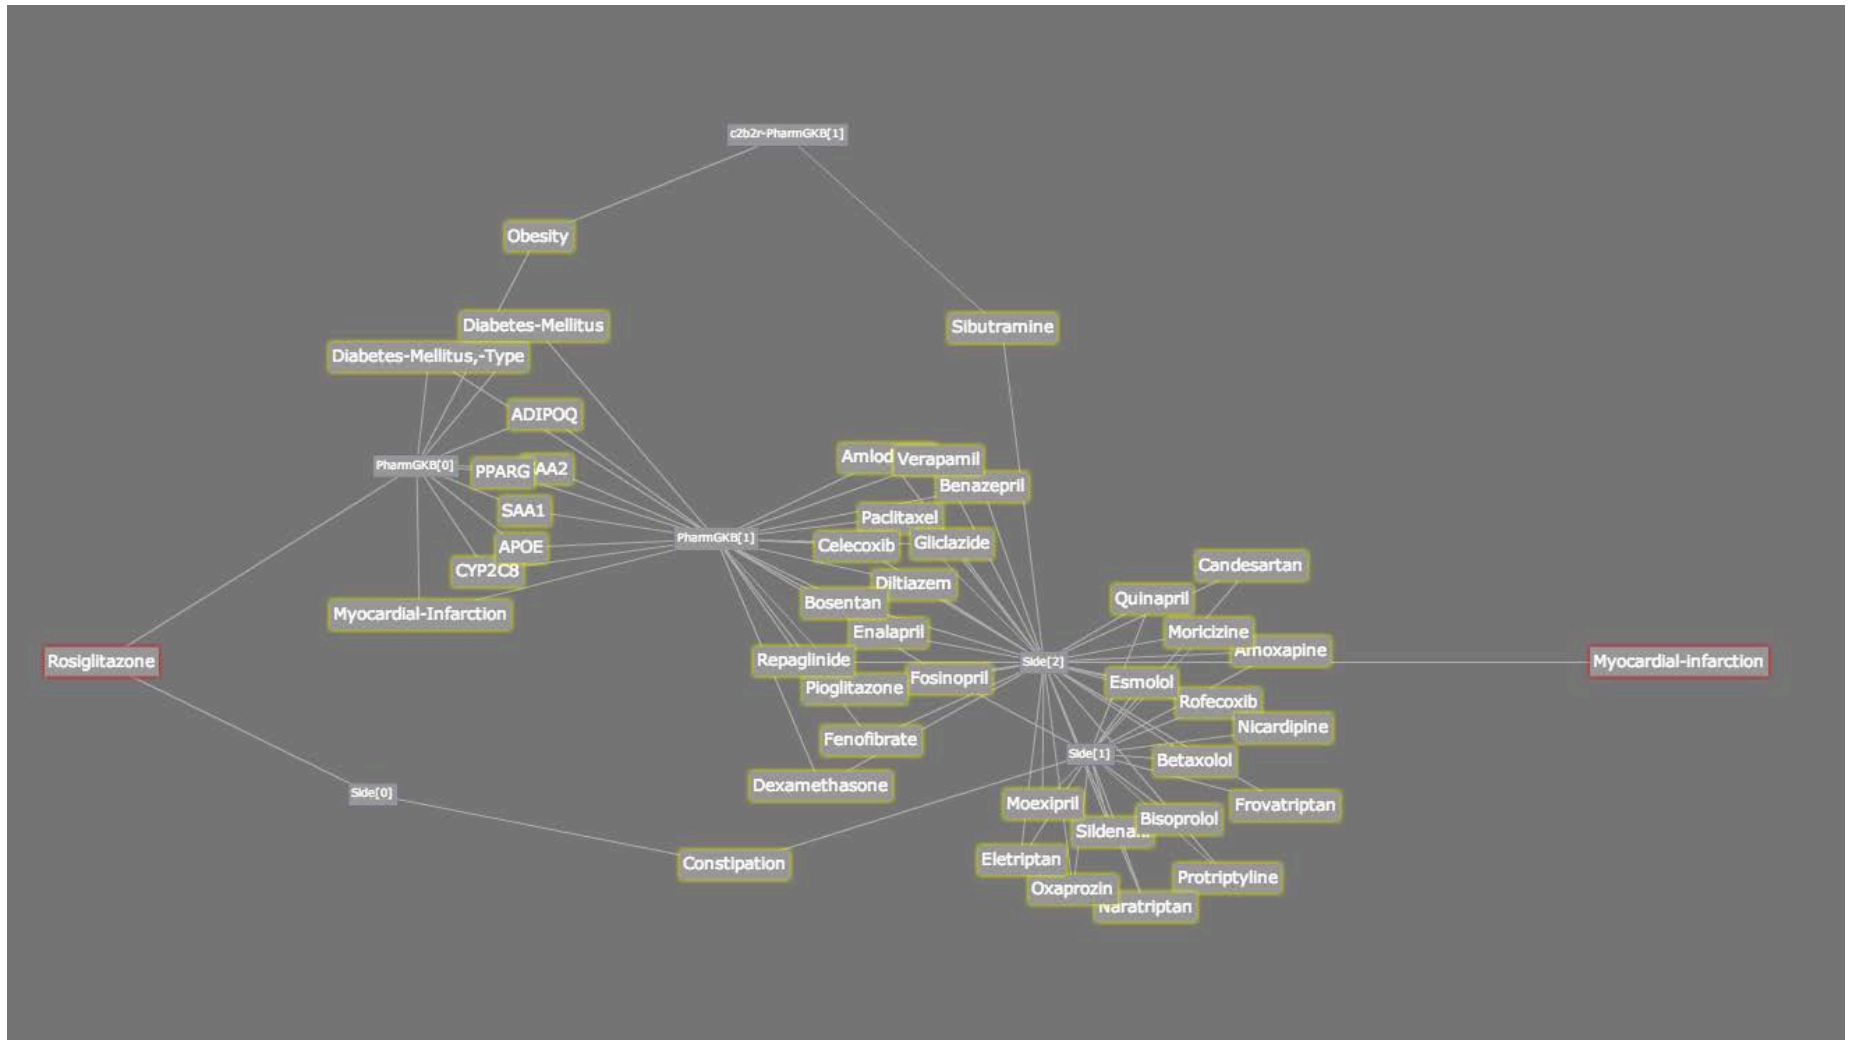 c2b2r-PharmGKB[1]
Obesity
Diabetes-Mellitus
Sibutramine
Diabetes-Mellitus,-Type
ADIPOQ
Amlod
Verapamil
PharmGKB[0]
PPARG
AA2
Benazepril
SAA1
Paclitaxel
PharmGKB[1]
APOE
Celecoxib
Gliclazide
CYP2C8
Candesartan
Diltiazem
Myocardial-Infarction
Bosentan
Quinapril
Enalapril
Moricizine
Amoxapine
Rosiglitazone
Repaglinide
Side[2]
Myocardial-infarction
Pioglitazone
Fosinopril
Esmolol
Rofecoxib
Nicardipine
Fenofibrate
Side[1]
Betaxolol
Dexamethasone
Side[0]
Moexipril
Frovatriptan
Sildena...
Bisoprolol
Constipation
Eletriptan
Oxaprozin
Protriptyline
Naratriptan